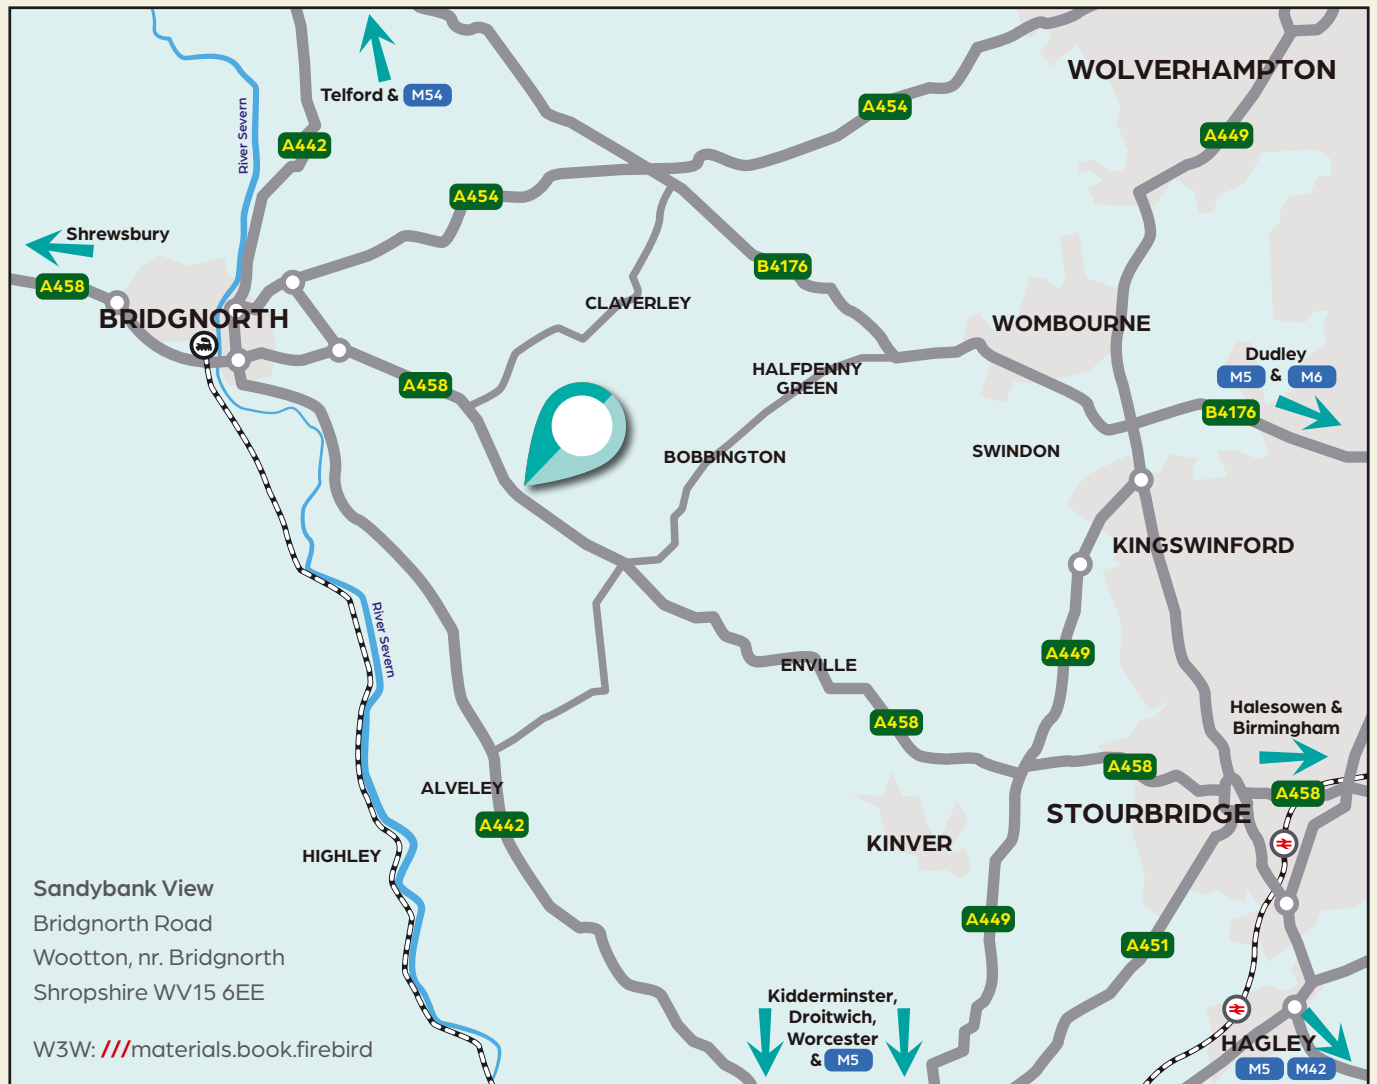 WOLVERHAMPTON
Telford & M54
A454
River Severn
A442
A449
A454
Shrewsbury
B4176
A458
CLAVERLEY
BRIDGNORTH
WOMBOURNE
Dudley
M5 & M6
HALFPENNY
GREEN
A458
B4176
BOBBINGTON
SWINDON
KINGSWINFORD
River Severn
A449
ENVILLE
Halesowen &
Birmingham
A458
A458
ALVELEY
A458
STOURBRIDGE
A442
KINVER
HIGHLEY
Sandybank View
Bridgnorth Road
Wootton, nr. Bridgnorth
Shropshire WV15 6EE
W3W: ///materials.book.firebird
A449
A451
Kidderminster,
Droitwich,
Worcester
& M5
HAGLEY
M5 M42